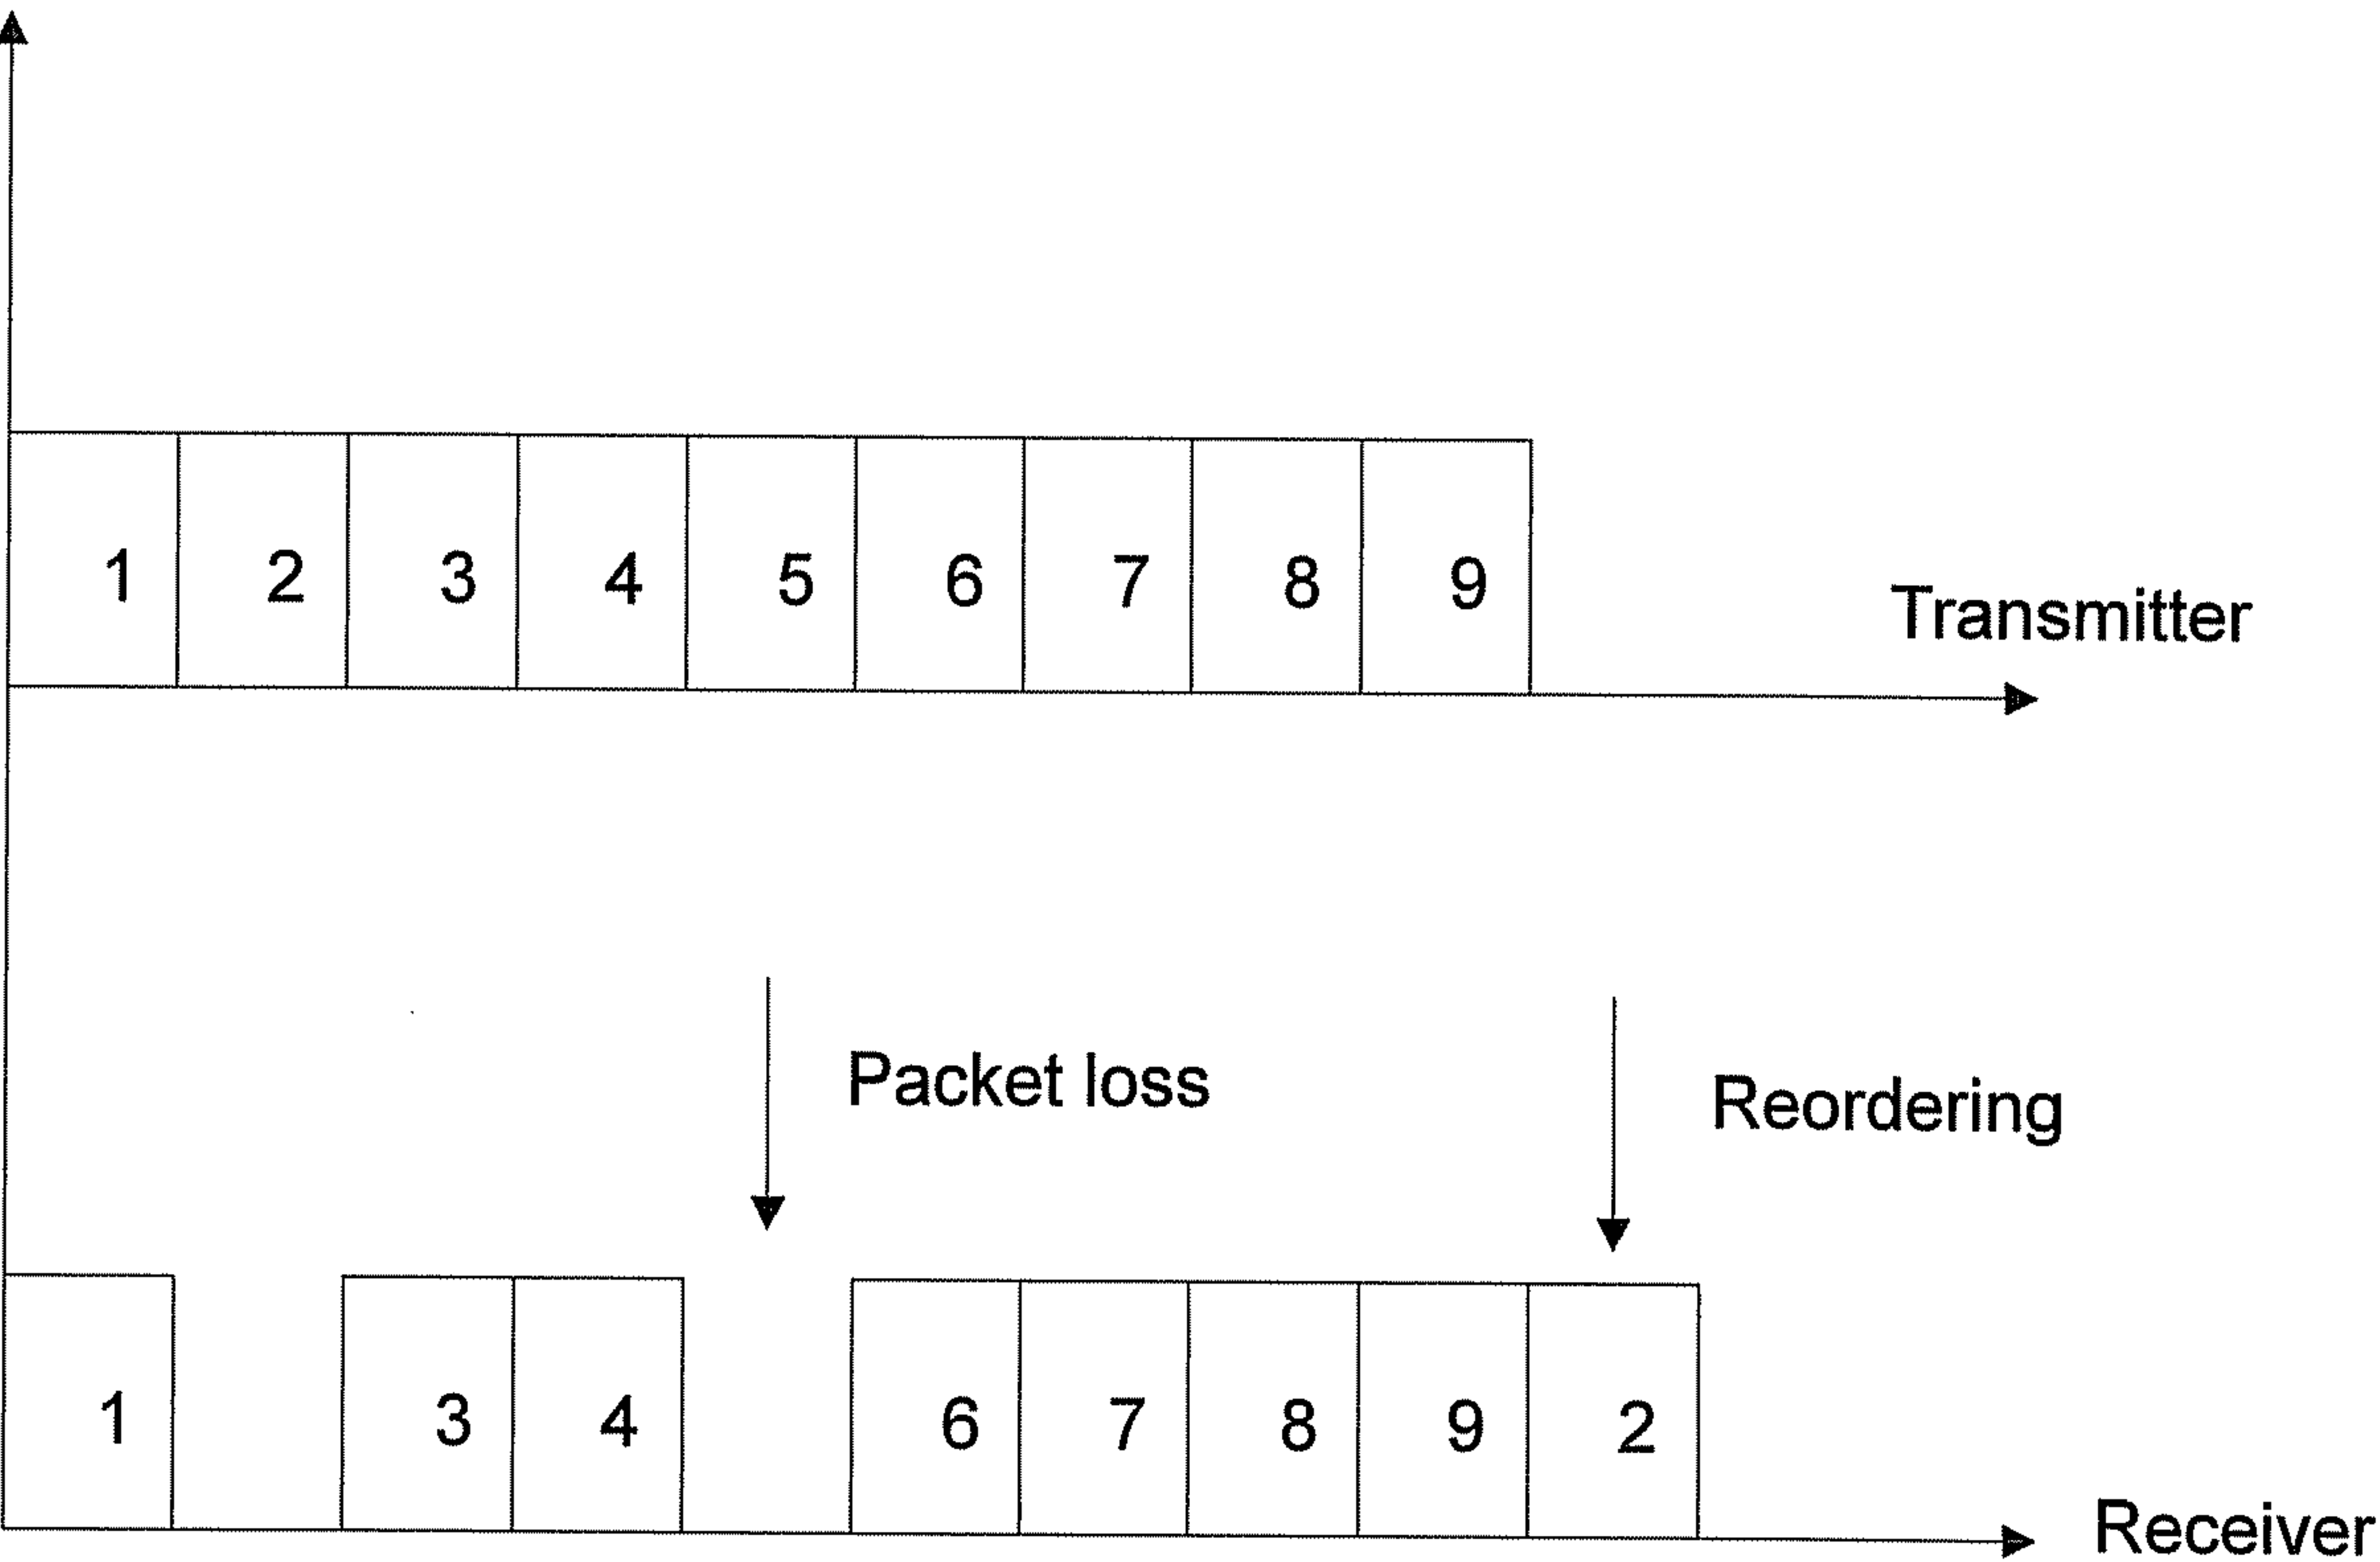 1 2 3 4 5 6 7 8 9
Transmitter
Packet loss
Reordering
1 3 4 6 7 8 9 2
Receiver